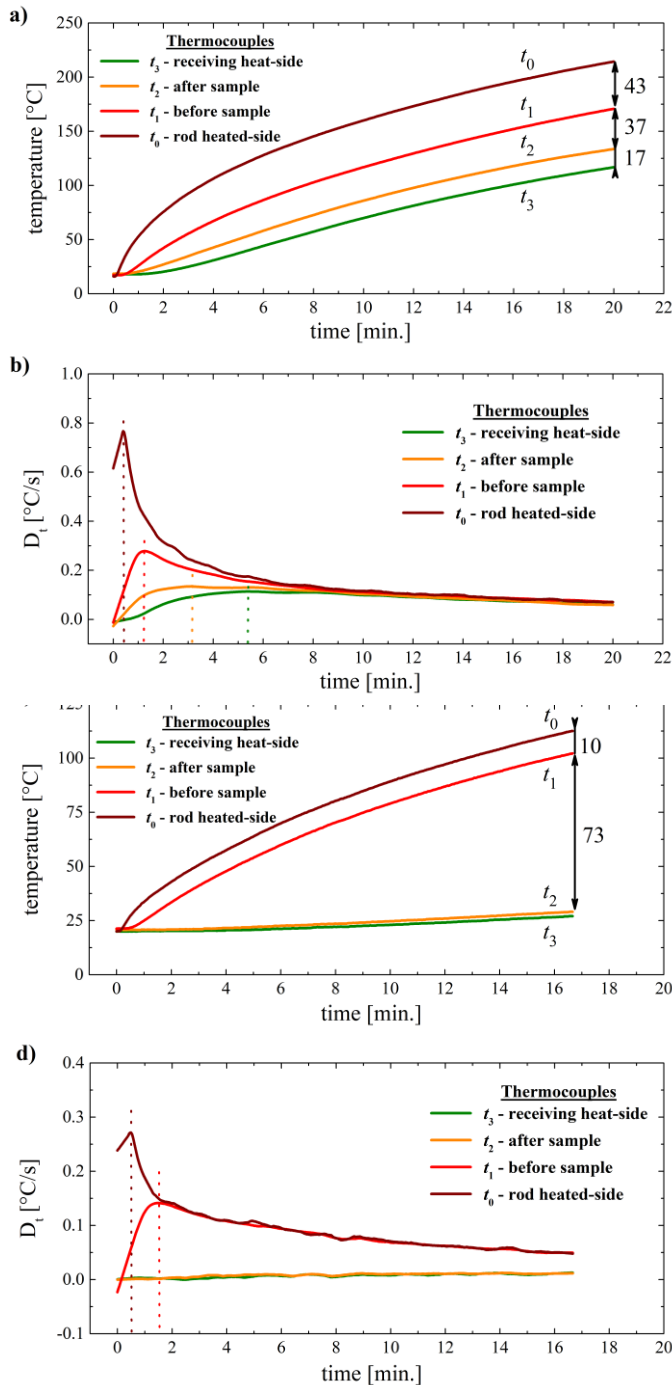 a)
250
200
150
100
50
0
temperature [°C]
Thermocouples
t₃ - receiving heat-side
t₂ - after sample
t₁ - before sample
t₀ - rod heated-side
t₀
t₁
t₂
t₃
43
37
17
0 2 4 6 8 10 12 14 16 18 20 22
time [min.]
b)
1.0
0.8
0.6
0.4
0.2
0.0
Dₜ [°C/s]
Thermocouples
t₃ - receiving heat-side
t₂ - after sample
t₁ - before sample
t₀ - rod heated-side
0 2 4 6 8 10 12 14 16 18 20 22
time [min.]
125
100
75
50
25
0
temperature [°C]
Thermocouples
t₃ - receiving heat-side
t₂ - after sample
t₁ - before sample
t₀ - rod heated-side
t₀
10
t₁
73
t₂
t₃
0 2 4 6 8 10 12 14 16 18 20
time [min.]
d)
0.4
0.3
0.2
0.1
0.0
-0.1
Dₜ [°C/s]
Thermocouples
t₃ - receiving heat-side
t₂ - after sample
t₁ - before sample
t₀ - rod heated-side
0 2 4 6 8 10 12 14 16 18 20
time [min.]